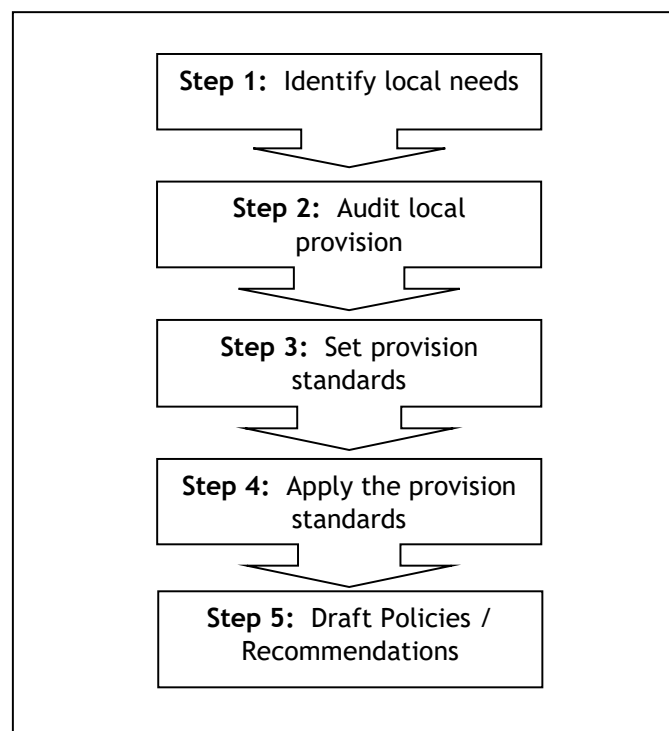 Step 1: Identify local needs
Step 2: Audit local
provision
Step 3: Set provision
standards
Step 4: Apply the provision
standards
Step 5: Draft Policies /
Recommendations